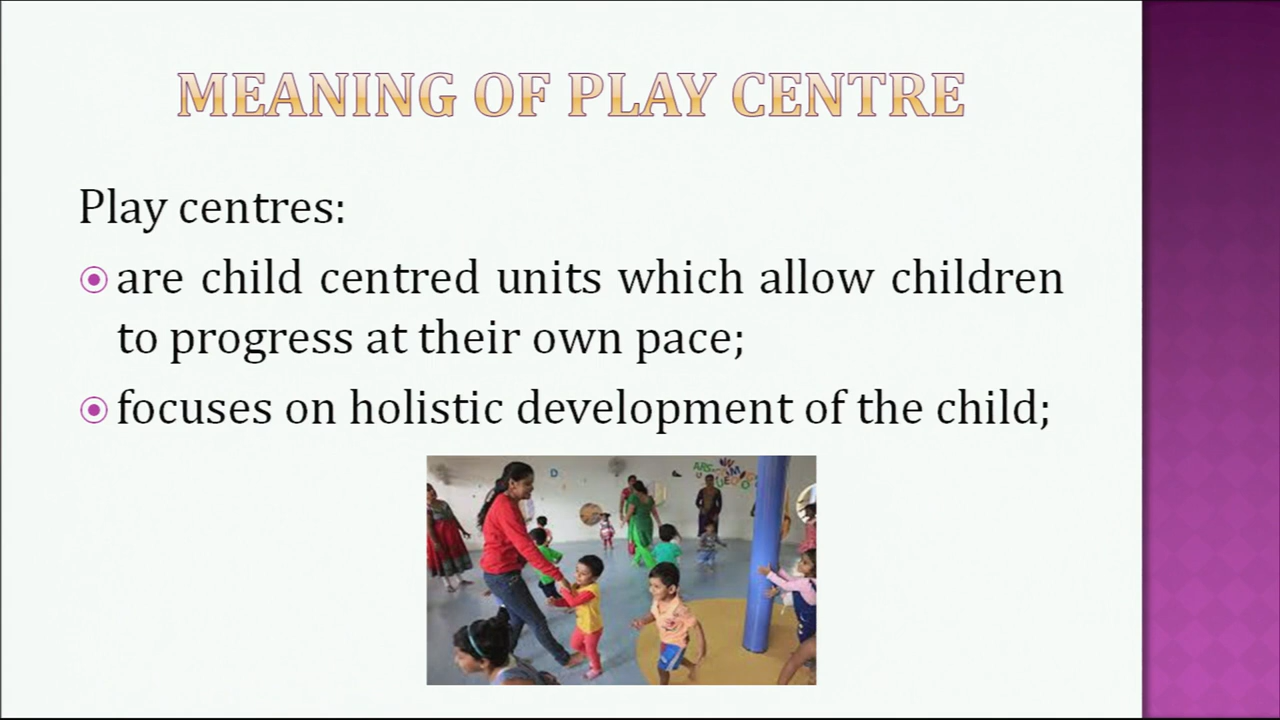 MEANING OF PLAY CENTRE
Play centres:
are child centred units which allow children
to progress at their own pace;
focuses on holistic development of the child;